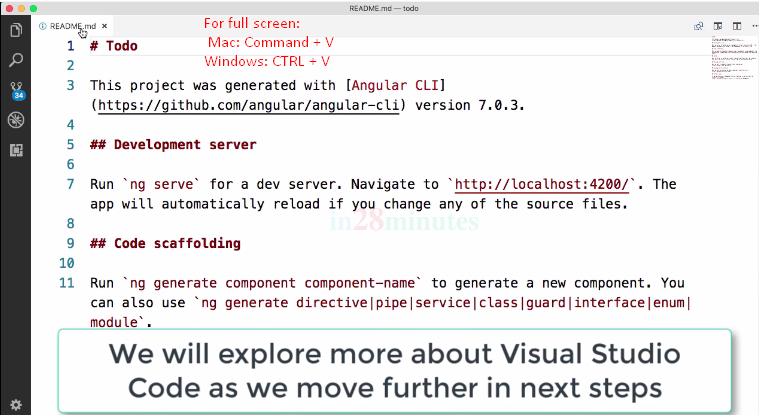 README.md — todo
README.md ×
For full screen:
Mac: Command + V
Windows: CTRL + V
1 # Todo
2
3 This project was generated with [Angular CLI]
(https://github.com/angular/angular-cli) version 7.0.3.
4
5 ## Development server
6
7 Run `ng serve` for a dev server. Navigate to `http://localhost:4200/`. The
app will automatically reload if you change any of the source files.
8
in28minutes
9 ## Code scaffolding
10
11 Run `ng generate component component-name` to generate a new component. You
can also use `ng generate directive|pipe|service|class|guard|interface|enum|
module`.
34
We will explore more about Visual Studio
Code as we move further in next steps